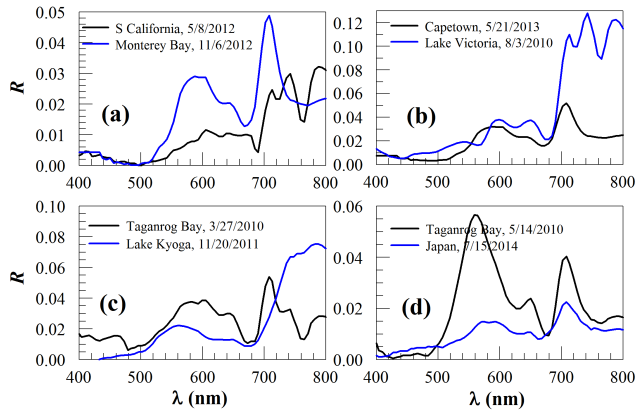 0.05
0.04
0.03
0.02
0.01
0.00
R
S California, 5/8/2012
Monterey Bay, 11/6/2012
(a)
400 500 600 700 800
0.12
0.10
0.08
0.06
0.04
0.02
0.00
Capetown, 5/21/2013
Lake Victoria, 8/3/2010
(b)
400 500 600 700 800
0.10
0.08
0.06
0.04
0.02
0.00
R
Taganrog Bay, 3/27/2010
Lake Kyoga, 11/20/2011
(c)
400 500 600 700 800
λ (nm)
0.06
0.04
0.02
0.00
Taganrog Bay, 5/14/2010
Japan, 7/15/2014
(d)
400 500 600 700 800
λ (nm)